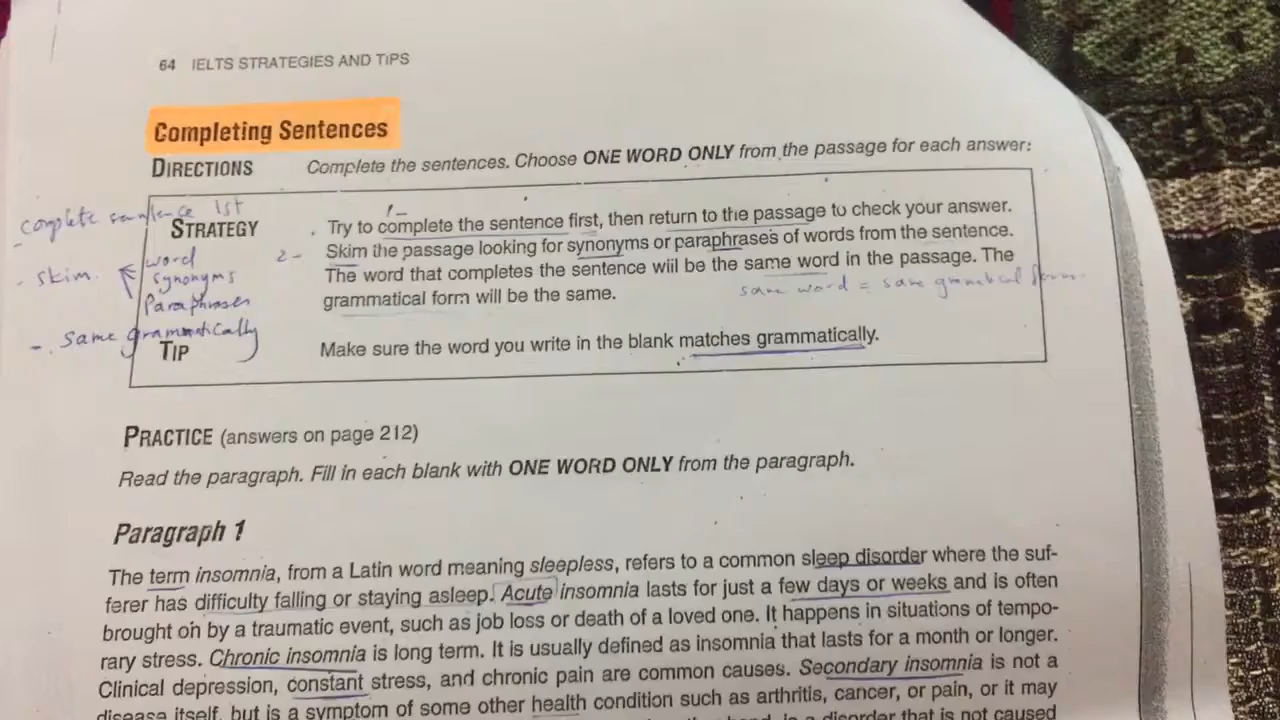 64 IELTS STRATEGIES AND TIPS
Completing Sentences
DIRECTIONS Complete the sentences. Choose ONE WORD ONLY from the passage for each answer:
complete sentence 1st
1-
STRATEGY Try to complete the sentence first, then return to the passage to check your answer.
word 2- Skim the passage looking for synonyms or paraphrases of words from the sentence.
- skim. synonyms The word that completes the sentence will be the same word in the passage. The
Paraphrases grammatical form will be the same. same word = same grammatical form.
- same grammatically
TIP Make sure the word you write in the blank matches grammatically.
PRACTICE (answers on page 212)
Read the paragraph. Fill in each blank with ONE WORD ONLY from the paragraph.
Paragraph 1
The term insomnia, from a Latin word meaning sleepless, refers to a common sleep disorder where the suf-
ferer has difficulty falling or staying asleep. Acute insomnia lasts for just a few days or weeks and is often
brought on by a traumatic event, such as job loss or death of a loved one. It happens in situations of tempo-
rary stress. Chronic insomnia is long term. It is usually defined as insomnia that lasts for a month or longer.
Clinical depression, constant stress, and chronic pain are common causes. Secondary insomnia is not a
disease itself, but is a symptom of some other health condition such as arthritis, cancer, or pain, or it may
is a disorder that is not caused